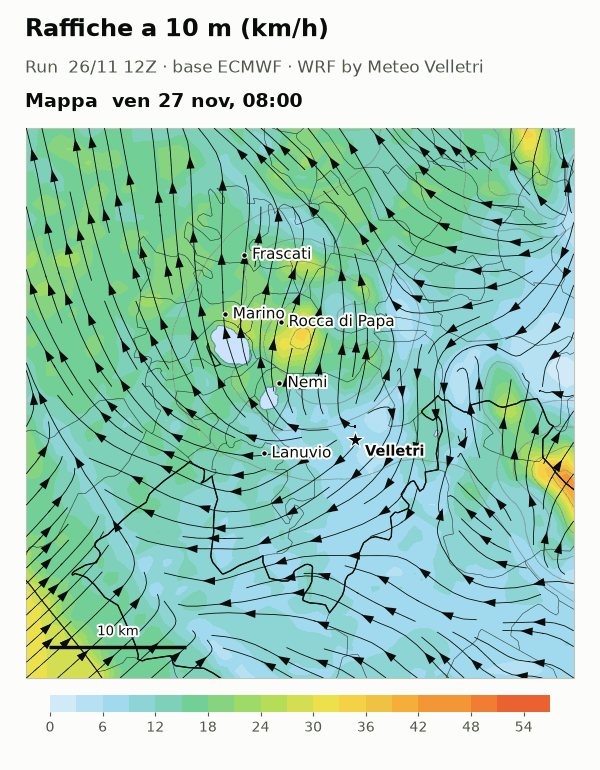 Raffiche a 10 m (km/h)
Run  26/11 12Z · base ECMWF · WRF by Meteo Velletri
Mappa  ven 27 nov, 08:00
Frascati
Marino
Rocca di Papa
Nemi
Velletri
Lanuvio
10 km
0 6 12 18 24 30 36 42 48 54